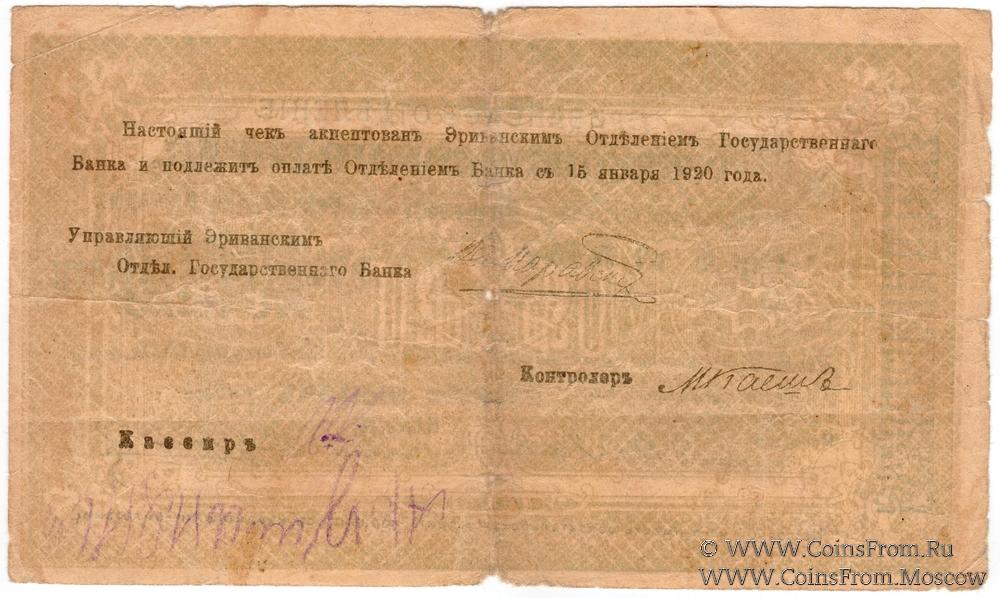 Настоящій чекъ акцептованъ Эриванскимъ Отдѣленіемъ Государственнаго
Банка и подлежитъ оплатѣ Отдѣленіемъ Банка съ 15 января 1920 года.
Управляющій Эриванскимъ
Отдѣл. Государственнаго Банка
Контролеръ
Кассиръ
© WWW.CoinsFrom.Ru
WWW.CoinsFrom.Moscow